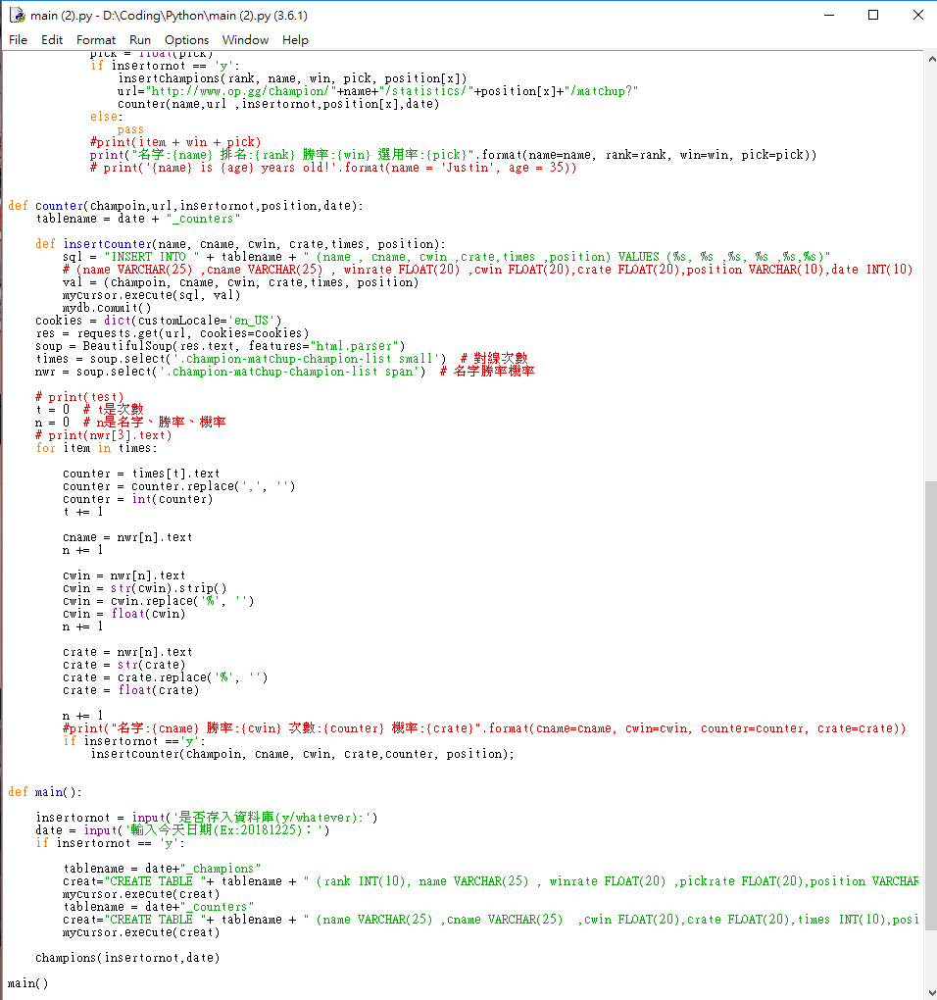 main (2).py - D:\Coding\Python\main (2).py (3.6.1)
File Edit Format Run Options Window Help
pick = float(pick)
if insertornot == 'y':
insertchampions(rank, name, win, pick, position[x])
url="http://www.op.gg/champion/"+name+"/statistics/"+position[x]+"/matchup?"
counter(name,url ,insertornot,position[x],date)
else:
pass
#print(item + win + pick)
print("名字:{name} 排名:{rank} 勝率:{win} 選用率:{pick}".format(name=name, rank=rank, win=win, pick=pick))
# print('{name} is {age} years old!'.format(name = 'Justin', age = 35))
def counter(champoin,url,insertornot,position,date):
tablename = date + "_counters"
def insertcounter(name, cname, cwin, crate,times, position):
sql = "INSERT INTO " + tablename + " (name , cname, cwin ,crate,times ,position) VALUES (%s, %s ,%s, %s ,%s,%s)"
# (name VARCHAR(25) ,cname VARCHAR(25) , winrate FLOAT(20) ,cwin FLOAT(20),crate FLOAT(20),position VARCHAR(10),date INT(10)
val = (champoin, cname, cwin, crate,times, position)
mycursor.execute(sql, val)
mydb.commit()
cookies = dict(customLocale='en_US')
res = requests.get(url, cookies=cookies)
soup = BeautifulSoup(res.text, features="html.parser")
times = soup.select('.champion-matchup-champion-list small')  # 對線次數
nwr = soup.select('.champion-matchup-champion-list span')  # 名字勝率機率
# print(test)
t = 0  # t是次數
n = 0  # n是名字、勝率、機率
# print(nwr[3].text)
for item in times:
counter = times[t].text
counter = counter.replace(',', '')
counter = int(counter)
t += 1
cname = nwr[n].text
n += 1
cwin = nwr[n].text
cwin = str(cwin).strip()
cwin = cwin.replace('%', '')
cwin = float(cwin)
n += 1
crate = nwr[n].text
crate = str(crate)
crate = crate.replace('%', '')
crate = float(crate)
n += 1
#print("名字:{cname} 勝率:{cwin} 次數:{counter} 機率:{crate}".format(cname=cname, cwin=cwin, counter=counter, crate=crate))
if insertornot =='y':
insertcounter(champoin, cname, cwin, crate,counter, position);
def main():
insertornot = input('是否存入資料庫(y/whatever):')
date = input('輸入今天日期(Ex:20181225)：')
if insertornot == 'y':
tablename = date+"_champions"
creat="CREATE TABLE "+ tablename + " (rank INT(10), name VARCHAR(25) , winrate FLOAT(20) ,pickrate FLOAT(20),position VARCHAR
mycursor.execute(creat)
tablename = date+"_counters"
creat="CREATE TABLE "+ tablename + " (name VARCHAR(25) ,cname VARCHAR(25)  ,cwin FLOAT(20),crate FLOAT(20),times INT(10),posi
mycursor.execute(creat)
champions(insertornot,date)
main()